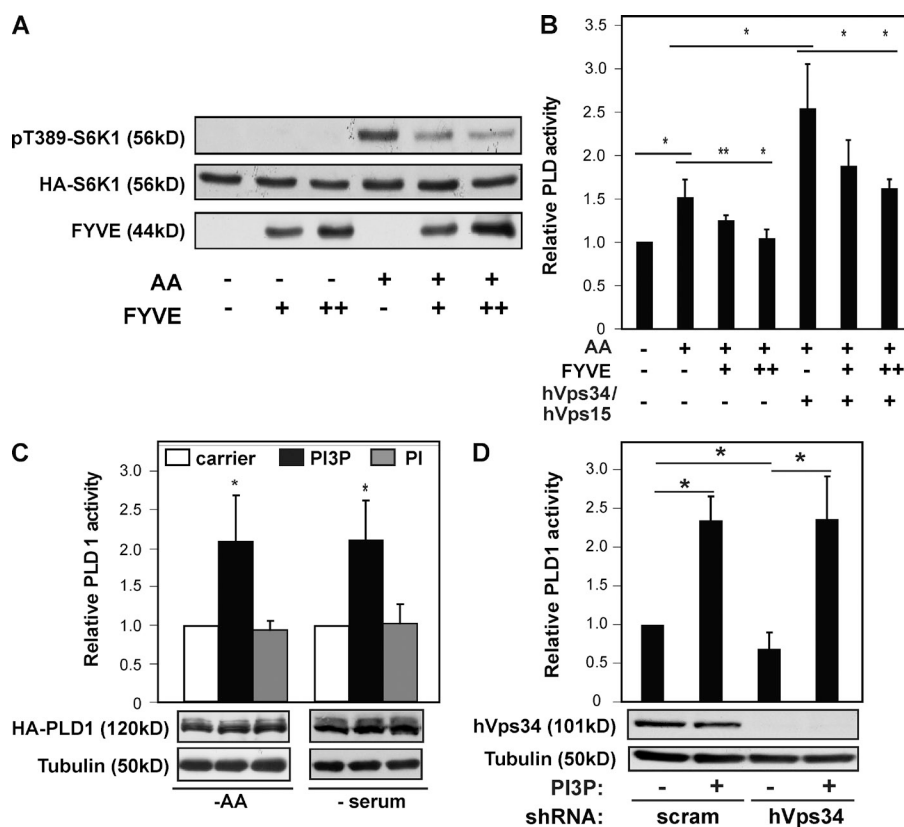 A
pT389-S6K1 (56kD)
HA-S6K1 (56kD)
FYVE (44kD)
AA - - - + + +
FYVE - + ++ - + ++
B
Relative PLD activity
3.0
2.5
2.0
1.5
1.0
0.5
0
* ** * * * *
AA - + + + + + +
FYVE - - + ++ - + ++
hVps34/
hVps15 - - - - + + +
C
Relative PLD1 activity
3.0
2.5
2.0
1.5
1.0
0.5
0
carrier PI3P PI
* *
HA-PLD1 (120kD)
Tubulin (50kD)
-AA - serum
D
Relative PLD1 activity
3.0
2.5
2.0
1.5
1.0
0.5
0
* * *
hVps34 (101kD)
Tubulin (50kD)
PI3P: - + - +
shRNA: scram hVps34